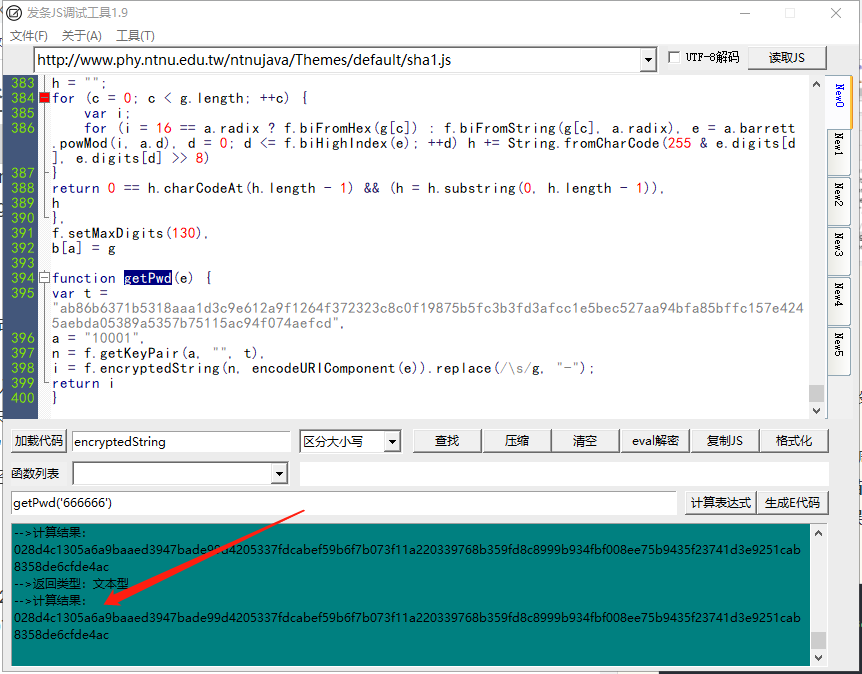 发条JS调试工具1.9
文件(F) 关于(A) 工具(T)
http://www.phy.ntnu.edu.tw/ntnujava/Themes/default/sha1.js UTF-8解码 读取JS
383 h = "";
384 for (c = 0; c < g.length; ++c) {
385 var i;
386 for (i = 16 == a.radix ? f.biFromHex(g[c]) : f.biFromString(g[c], a.radix), e = a.barrett
.powMod(i, a.d), d = 0; d <= f.biHighIndex(e); ++d) h += String.fromCharCode(255 & e.digits[d
], e.digits[d] >> 8)
387 }
388 return 0 == h.charCodeAt(h.length - 1) && (h = h.substring(0, h.length - 1)),
389 h
390 },
391 f.setMaxDigits(130),
392 b[a] = g
393
394 function getPwd(e) {
395 var t =
"ab86b6371b5318aaa1d3c9e612a9f1264f372323c8c0f19875b5fc3b3fd3afcc1e5bec527aa94bfa85bffc157e424
5aebda05389a5357b75115ac94f074aefcd",
396 a = "10001",
397 n = f.getKeyPair(a, "", t),
398 i = f.encryptedString(n, encodeURIComponent(e)).replace(/\s/g, "-");
399 return i
400 }
New0
New1
New2
New3
New4
New5
加载代码 encryptedString 区分大小写 查找 压缩 清空 eval解密 复制JS 格式化
函数列表
getPwd('666666') 计算表达式 生成E代码
-->计算结果:
028d4c1305a6a9baaed3947bade99d4205337fdcabef59b6f7b073f11a220339768b359fd8c8999b934fbf008ee75b9435f23741d3e9251cab
8358de6cfde4ac
-->返回类型：文本型
-->计算结果:
028d4c1305a6a9baaed3947bade99d4205337fdcabef59b6f7b073f11a220339768b359fd8c8999b934fbf008ee75b9435f23741d3e9251cab
8358de6cfde4ac